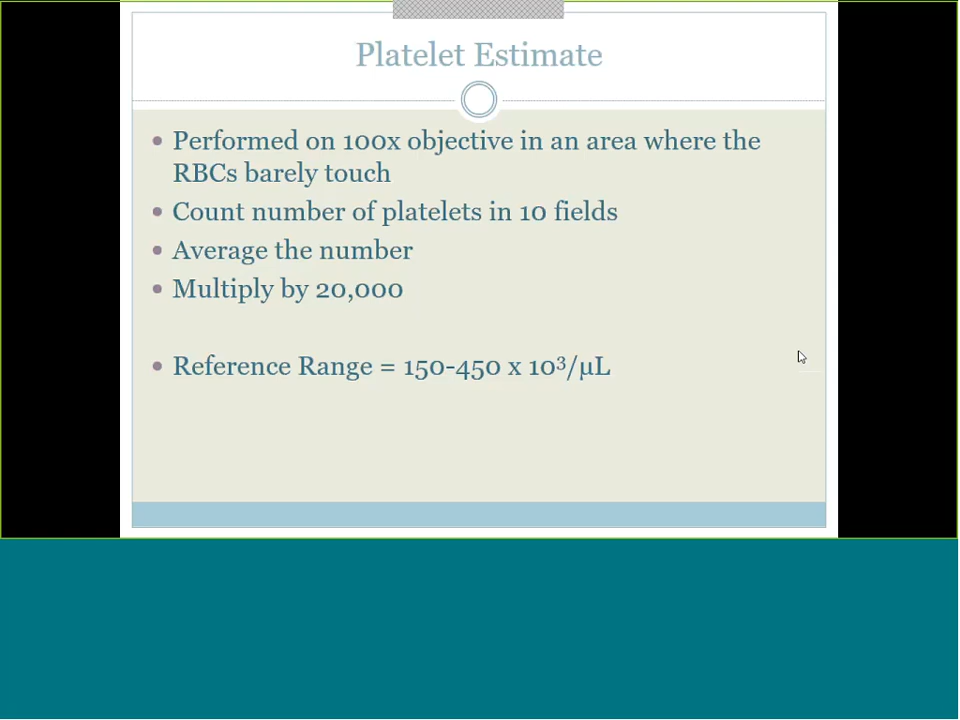 Platelet Estimate
• Performed on 100x objective in an area where the
RBCs barely touch
• Count number of platelets in 10 fields
• Average the number
• Multiply by 20,000
• Reference Range = 150-450 x 10³/µL